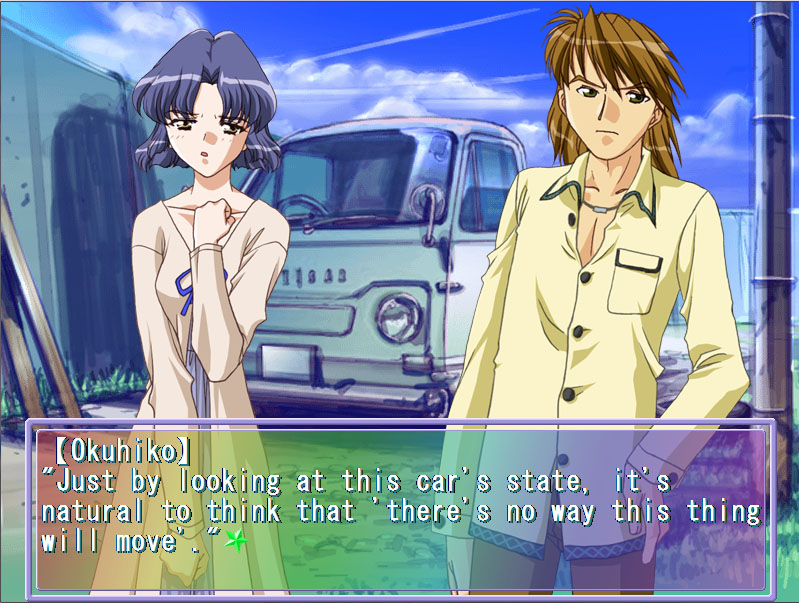 【Okuhiko】
"Just by looking at this car's state, it's
natural to think that 'there's no way this thing
will move'."